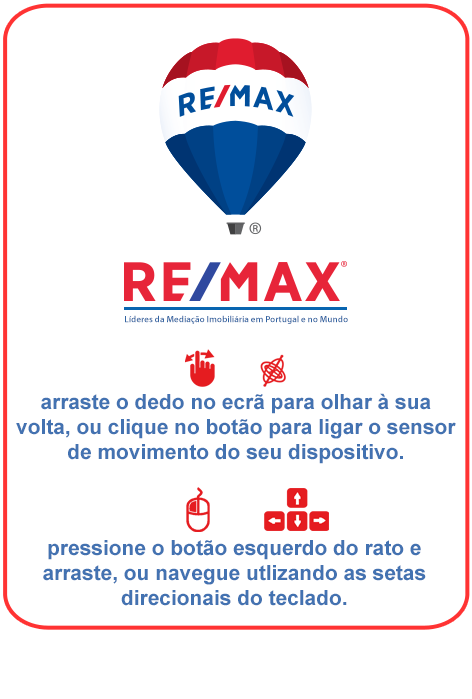 RE/MAX
®
RE/MAX®
Líderes da Mediação Imobiliária em Portugal e no Mundo
arraste o dedo no ecrã para olhar à sua
volta, ou clique no botão para ligar o sensor
de movimento do seu dispositivo.
pressione o botão esquerdo do rato e
arraste, ou navegue utlizando as setas
direcionais do teclado.